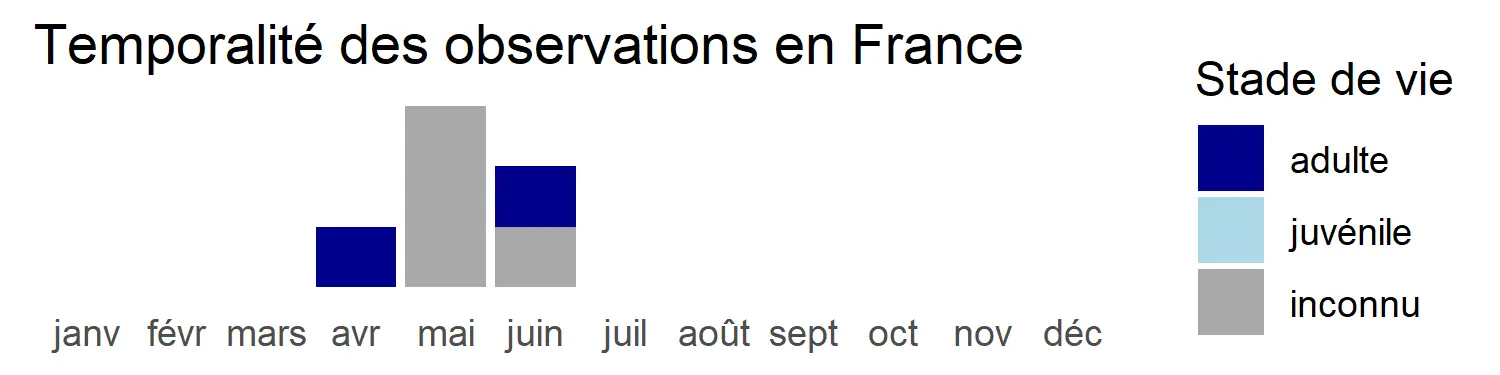 Temporalité des observations en France
janv févr mars avr mai juin juil août sept oct nov déc
Stade de vie
adulte
juvénile
inconnu